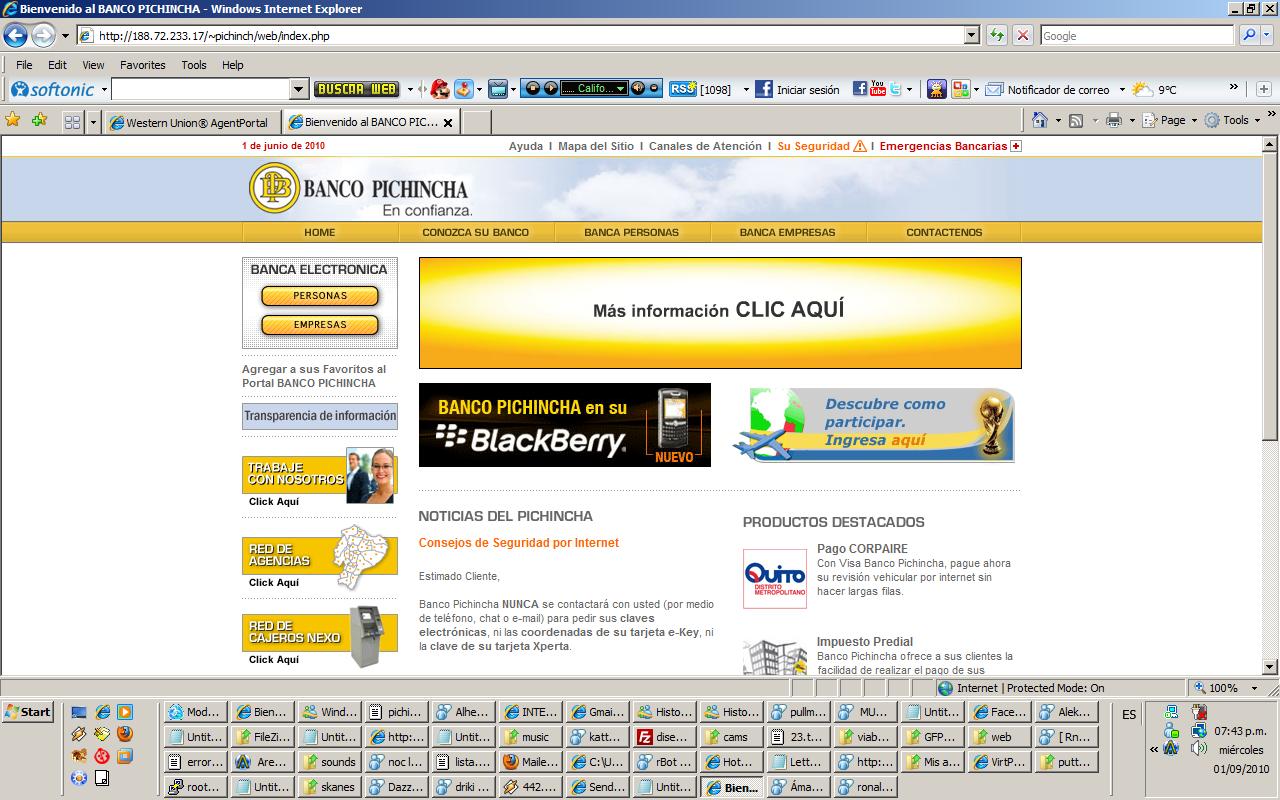 Bienvenido al BANCO PICHINCHA - Windows Internet Explorer
http://188.72.233.17/~pichinch/web/index.php
Google
File Edit View Favorites Tools Help
softonic BUSCAR WEB Califo... RSS [1098] Iniciar sesión You Tube Notificador de correo 9ºC
Western Union® AgentPortal Bienvenido al BANCO PIC... Page Tools
1 de junio de 2010 Ayuda I Mapa del Sitio I Canales de Atención I Su Seguridad I Emergencias Bancarias
BANCO PICHINCHA
En confianza.
HOME CONOZCA SU BANCO BANCA PERSONAS BANCA EMPRESAS CONTACTENOS
BANCA ELECTRONICA
PERSONAS
EMPRESAS
Agregar a sus Favoritos al
Portal BANCO PICHINCHA
Transparencia de información
TRABAJE
CON NOSOTROS
Click Aquí
RED DE
AGENCIAS
Click Aquí
RED DE
CAJEROS NEXO
Click Aquí
Más información CLIC AQUÍ
BANCO PICHINCHA en su
BlackBerry.
NUEVO
Descubre como
participar.
Ingresa aquí
NOTICIAS DEL PICHINCHA
Consejos de Seguridad por Internet
Estimado Cliente,
Banco Pichincha NUNCA se contactará con usted (por medio
de teléfono, chat o e-mail) para pedir sus claves
electrónicas, ni las coordenadas de su tarjeta e-Key, ni
la clave de su tarjeta Xperta.
PRODUCTOS DESTACADOS
QUITO
DISTRITO
METROPOLITANO
Pago CORPAIRE
Con Visa Banco Pichincha, pague ahora
su revisión vehicular por internet sin
hacer largas filas.
Impuesto Predial
Banco Pichincha ofrece a sus clientes la
facilidad de realizar el pago de sus
Internet | Protected Mode: On 100%
Start
Mod... Bien... Wind... pichi... Alhe... INTE... Gmai... Histo... Histo... pullm... MU... Untit... Face... Alek...
Untit... FileZi... Untit... http:... Untit... music katt... dise... cams 23.t... viab... GFP... web [ Rn...
error... Are... sounds noc l... lista.... Maile... C:\U... rBot ... Hot... Lett... http:... Mis a... VirtP... putt...
root... Untit... skanes Dazz... driki ... 442.... Send... Untit... Bien... Áma... ronal...
ES
07:43 p.m.
miércoles
01/09/2010